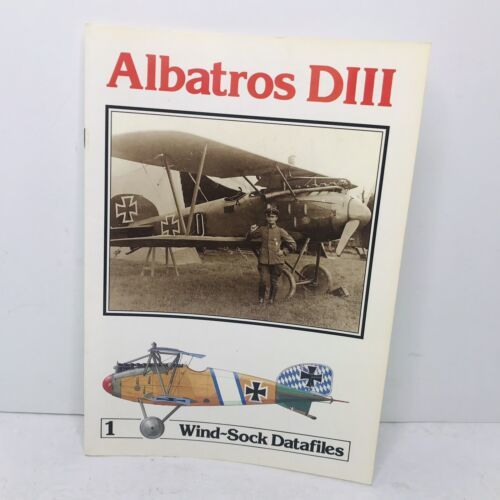 Albatros DIII
1 Wind-Sock Datafiles